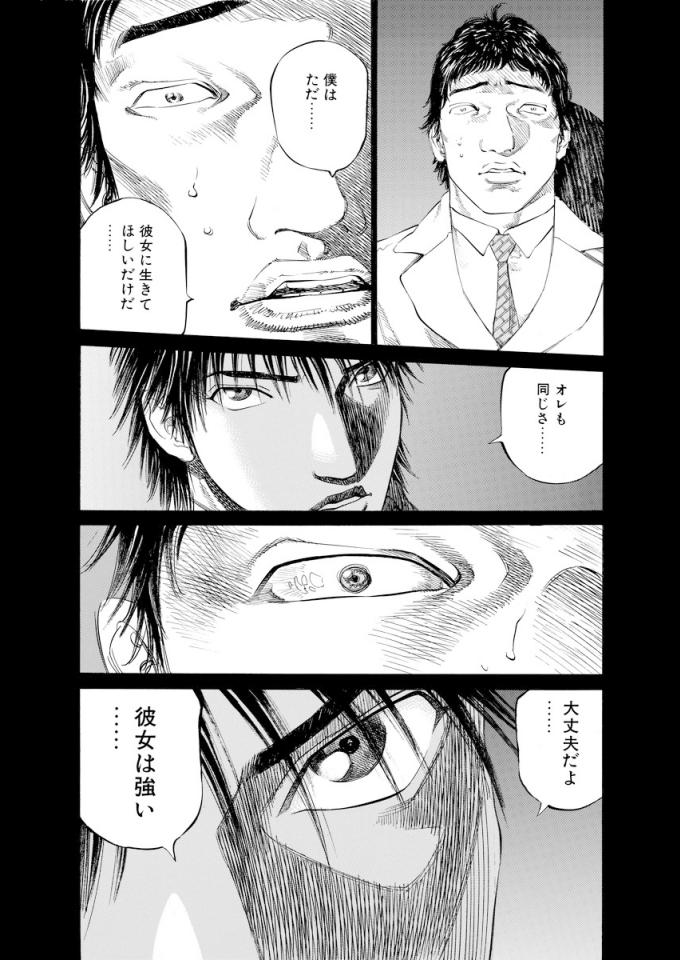 僕は
ただ……
彼女に生きて
ほしいだけだ
……
オレも
同じさ……
大丈夫だよ
……
彼女は強い
……